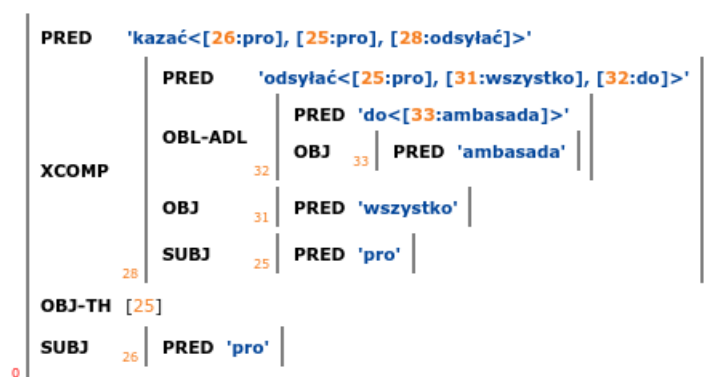 PRED 'kazać<[26:pro], [25:pro], [28:odsyłać]>'
PRED 'odsyłać<[25:pro], [31:wszystko], [32:do]>'
PRED 'do<[33:ambasada]>'
OBL-ADL 32 OBJ 33 PRED 'ambasada'
XCOMP 28
OBJ 31 PRED 'wszystko'
SUBJ 25 PRED 'pro'
OBJ-TH [25]
SUBJ 26 PRED 'pro'
0